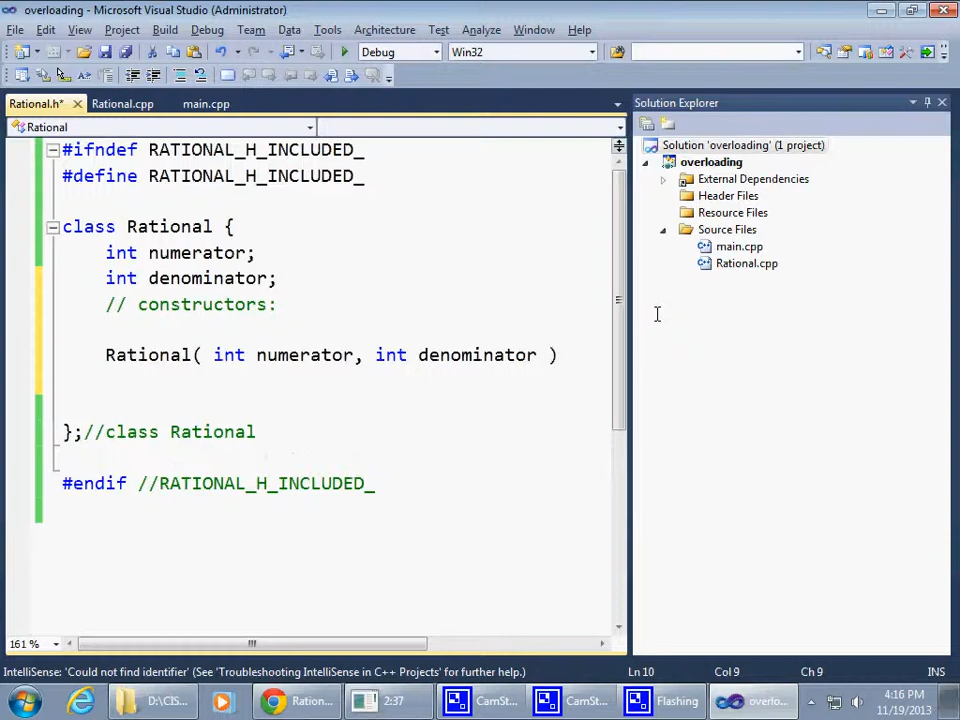 overloading - Microsoft Visual Studio (Administrator)
File Edit View Project Build Debug Team Data Tools Architecture Test Analyze Window Help
Debug Win32
Rational.h* Rational.cpp main.cpp
Solution Explorer
Rational
#ifndef RATIONAL_H_INCLUDED_
#define RATIONAL_H_INCLUDED_
class Rational {
int numerator;
int denominator;
// constructors:
Rational( int numerator, int denominator )
};//class Rational
#endif //RATIONAL_H_INCLUDED_
Solution 'overloading' (1 project)
overloading
External Dependencies
Header Files
Resource Files
Source Files
main.cpp
Rational.cpp
161 %
IntelliSense: 'Could not find identifier' (See 'Troubleshooting IntelliSense in C++ Projects' for further help.)
Ln 10 Col 9 Ch 9 INS
D:\CIS... Ration... 2:37 CamSt... CamSt... Flashing overlo...
4:16 PM
11/19/2013